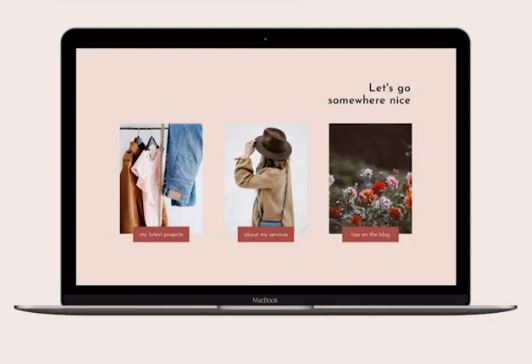 Let's go
somewhere nice
my latest projects
about my services
tips on the blog
MacBook